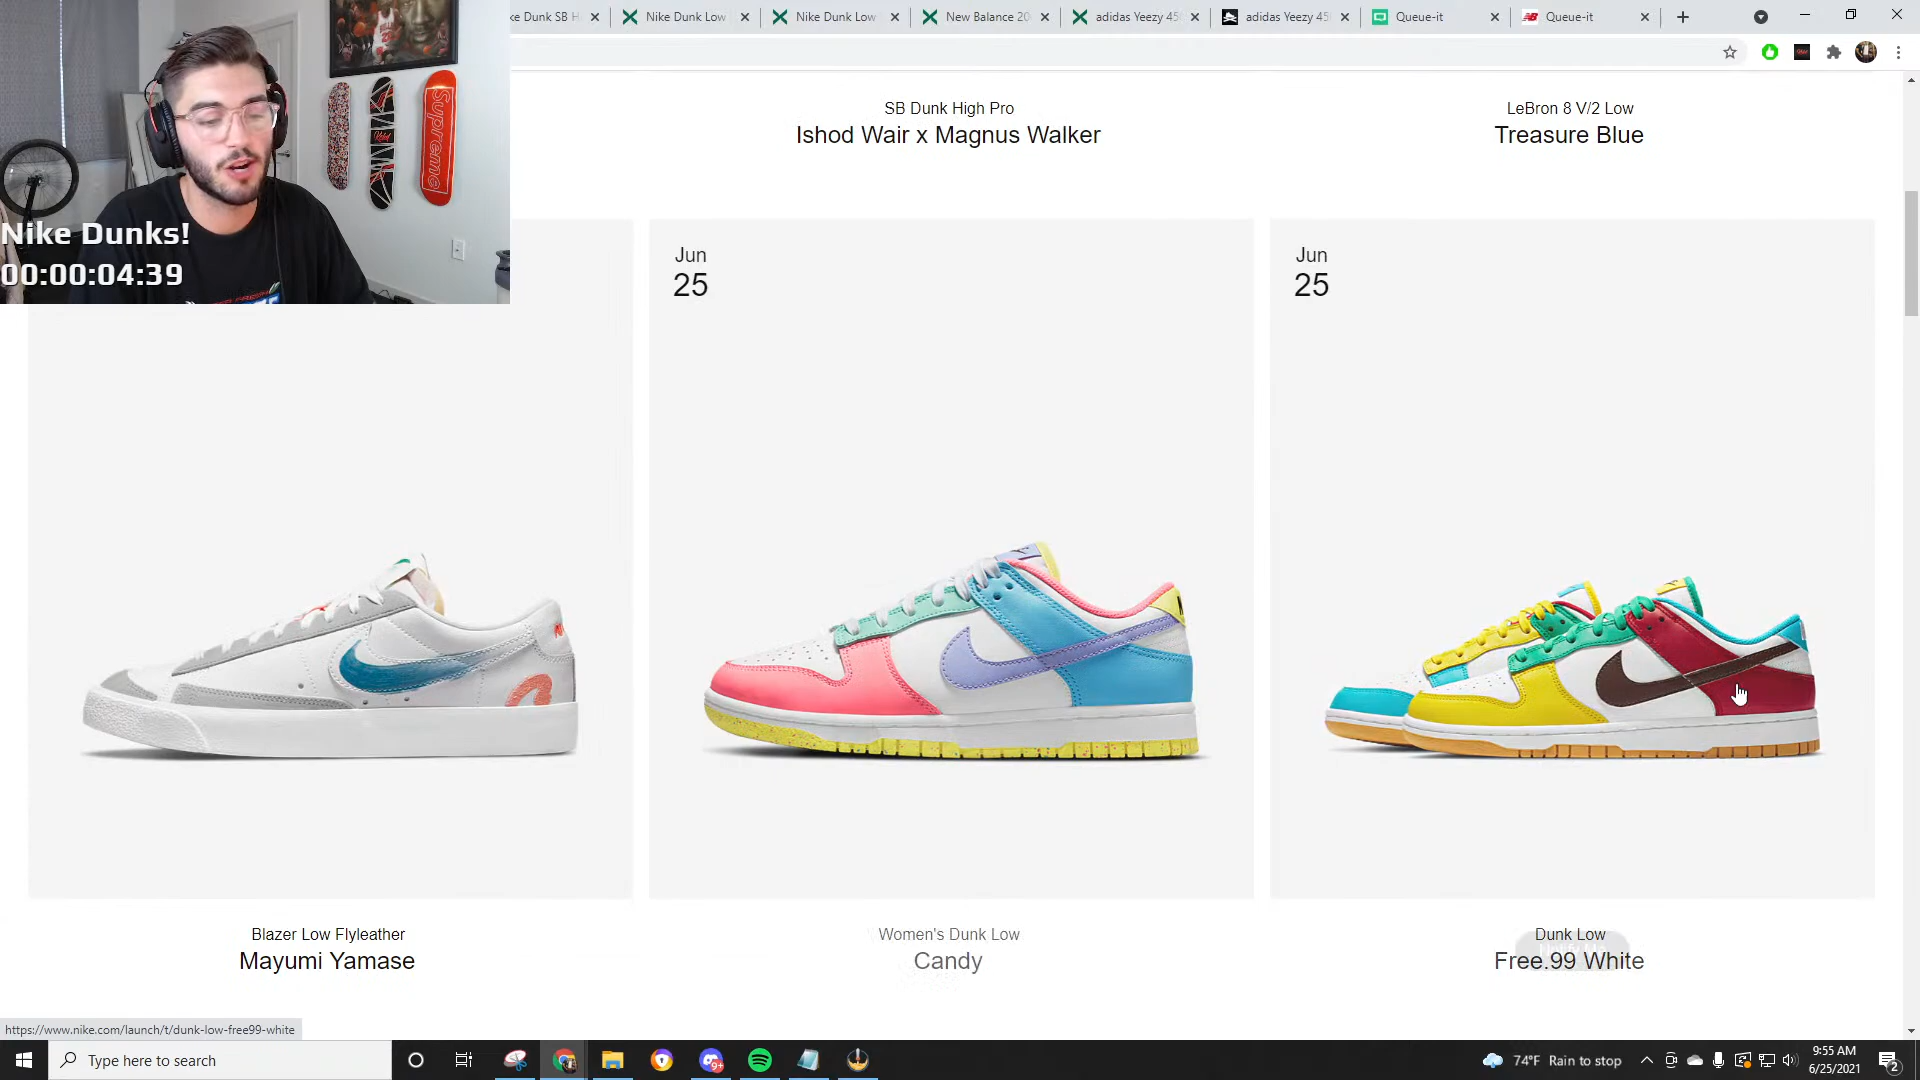 ke Dunk SB H
Nike Dunk Low
Nike Dunk Low
New Balance 20
adidas Yeezy 45
adidas Yeezy 45
Queue-it
Queue-it
Supreme
Nike Dunks!
00:00:04:39
SB Dunk High Pro
Ishod Wair x Magnus Walker
LeBron 8 V/2 Low
Treasure Blue
Jun
25
Jun
25
Blazer Low Flyleather
Mayumi Yamase
Women's Dunk Low
Candy
Dunk Low
Free.99 White
https://www.nike.com/launch/t/dunk-low-free99-white
Type here to search
9+
74°F Rain to stop
9:55 AM
6/25/2021
2